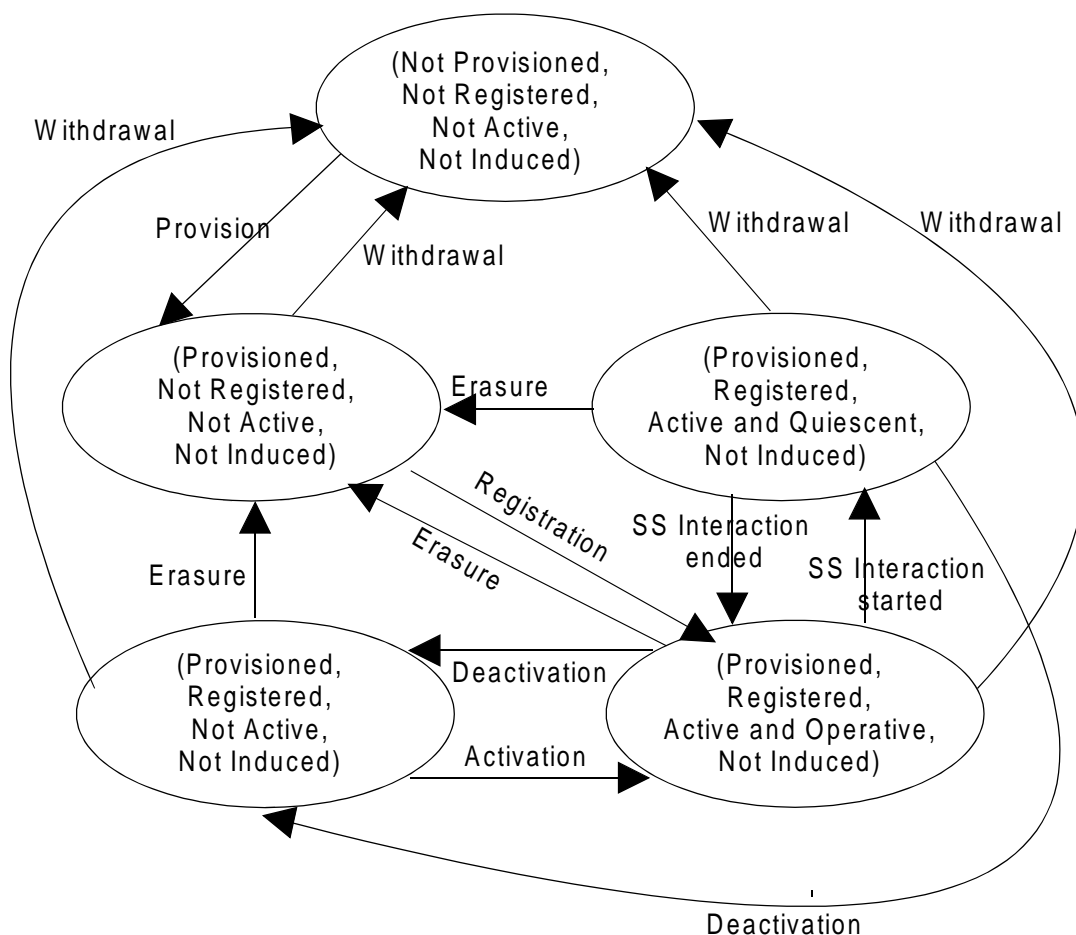 (Not Provisioned,
Not Registered,
Not Active,
Not Induced)
Withdrawal
Provision
Withdrawal
Withdrawal
Withdrawal
(Provisioned,
Not Registered,
Not Active,
Not Induced)
Erasure
(Provisioned,
Registered,
Active and Quiescent,
Not Induced)
Registration
Erasure
SS Interaction
ended
SS Interaction
started
Erasure
(Provisioned,
Registered,
Not Active,
Not Induced)
Deactivation
Activation
(Provisioned,
Registered,
Active and Operative,
Not Induced)
Deactivation